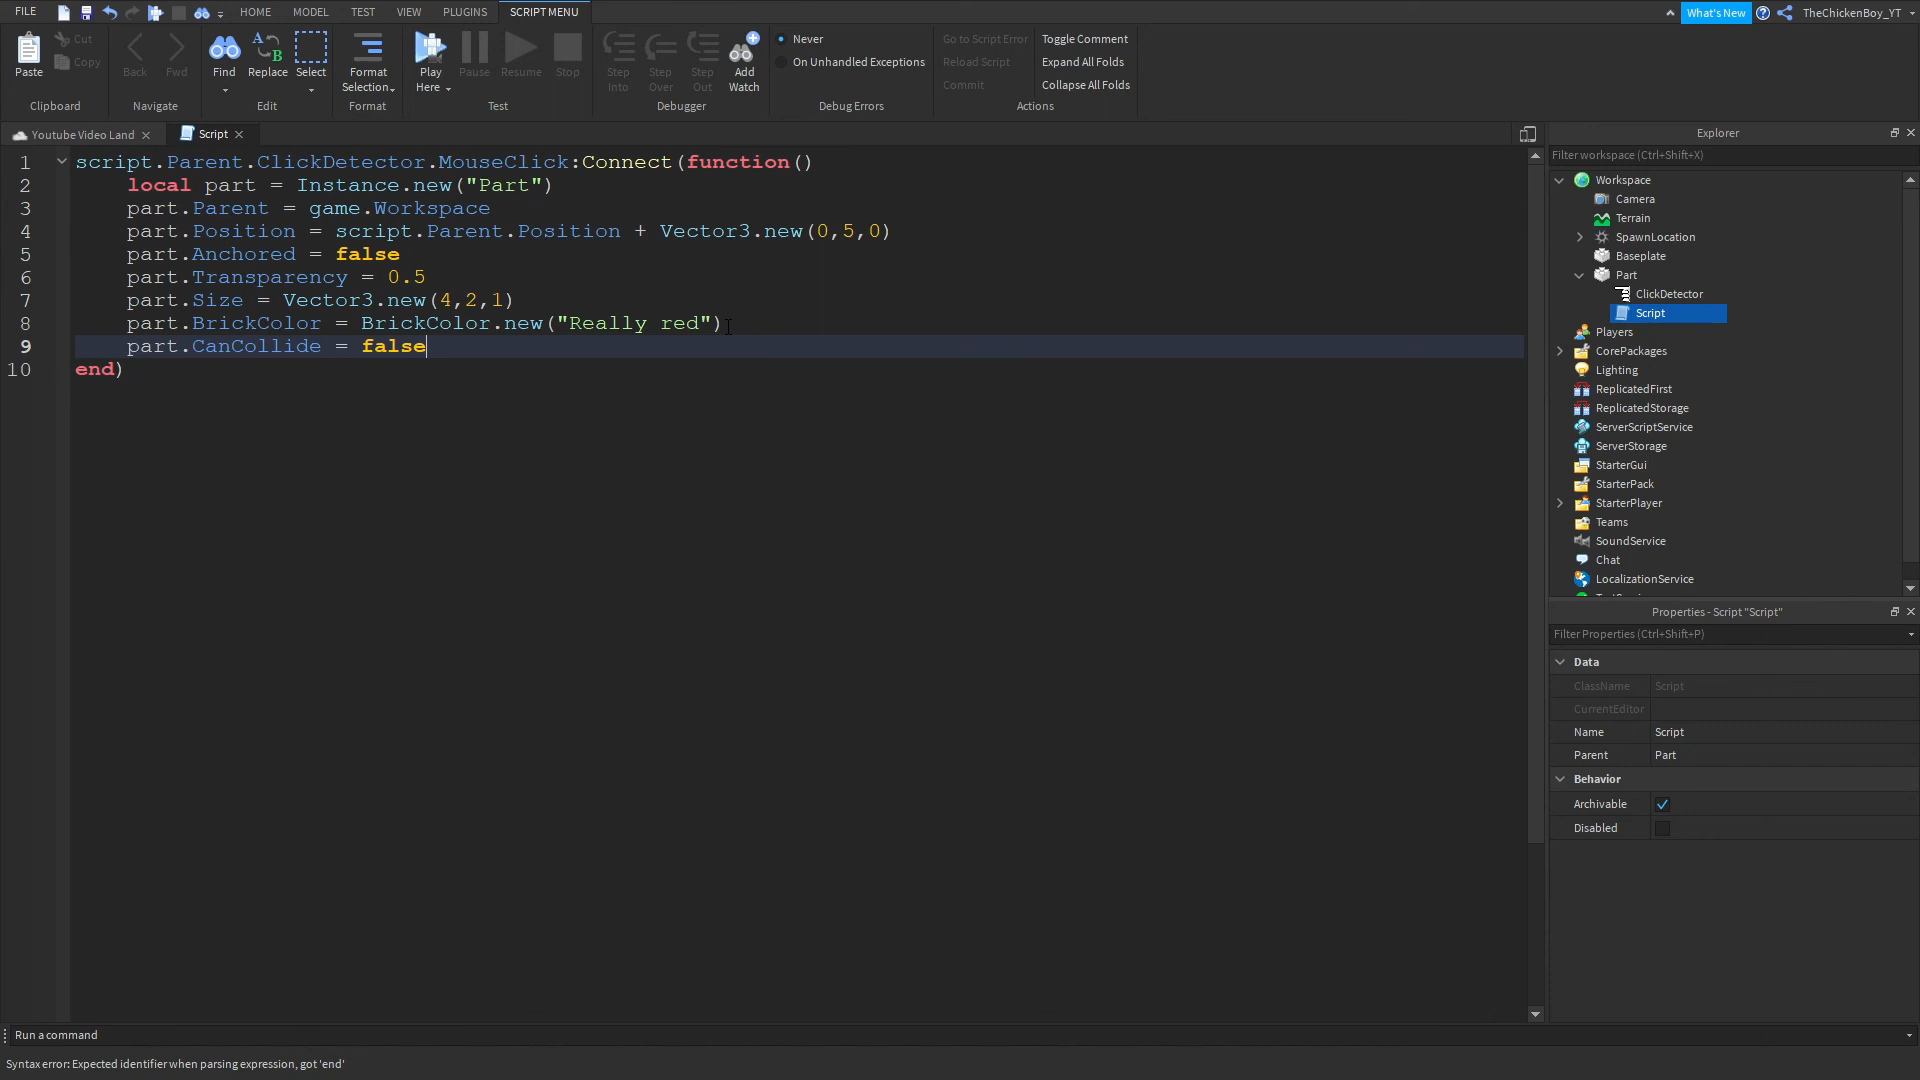 FILE HOME MODEL TEST VIEW PLUGINS SCRIPT MENU What's New TheChickenBoy_YT
Paste Cut Copy Back Fwd Find Replace Select Format Selection Play Here Pause Resume Stop Step Into Step Over Step Out Add Watch Never On Unhandled Exceptions Go to Script Error Reload Script Commit Toggle Comment Expand All Folds Collapse All Folds
Clipboard Navigate Edit Format Test Debugger Debug Errors Actions
Youtube Video Land Script
1 script.Parent.ClickDetector.MouseClick:Connect(function()
2 local part = Instance.new("Part")
3 part.Parent = game.Workspace
4 part.Position = script.Parent.Position + Vector3.new(0,5,0)
5 part.Anchored = false
6 part.Transparency = 0.5
7 part.Size = Vector3.new(4,2,1)
8 part.BrickColor = BrickColor.new("Really red")
9 part.CanCollide = false
10 end)
Explorer
Filter workspace (Ctrl+Shift+X)
Workspace
Camera
Terrain
SpawnLocation
Baseplate
Part
ClickDetector
Script
Players
CorePackages
Lighting
ReplicatedFirst
ReplicatedStorage
ServerScriptService
ServerStorage
StarterGui
StarterPack
StarterPlayer
Teams
SoundService
Chat
LocalizationService
Properties - Script "Script"
Filter Properties (Ctrl+Shift+P)
Data
ClassName Script
CurrentEditor
Name Script
Parent Part
Behavior
Archivable
Disabled
Run a command
Syntax error: Expected identifier when parsing expression, got 'end'